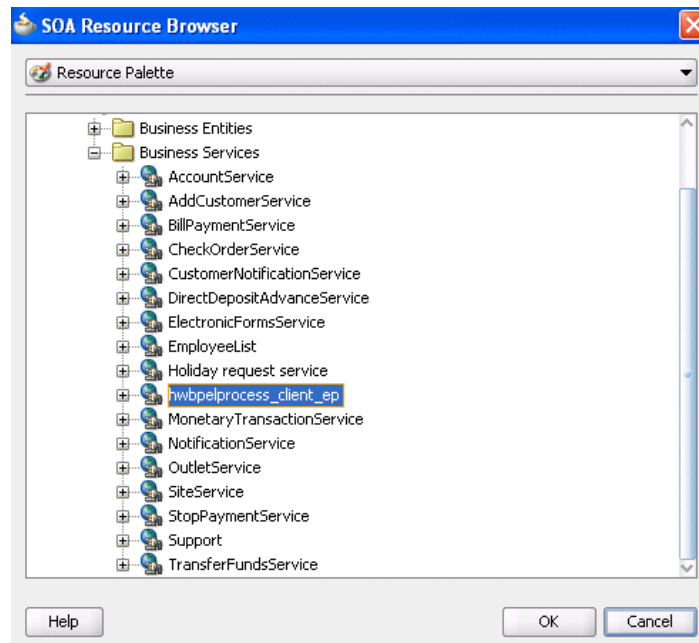 SOA Resource Browser
Resource Palette
Business Entities
Business Services
AccountService
AddCustomerService
BillPaymentService
CheckOrderService
CustomerNotificationService
DirectDepositAdvanceService
ElectronicFormsService
EmployeeList
Holiday request service
hwbpelprocess_client_ep
MonetaryTransactionService
NotificationService
OutletService
SiteService
StopPaymentService
Support
TransferFundsService
Help OK Cancel